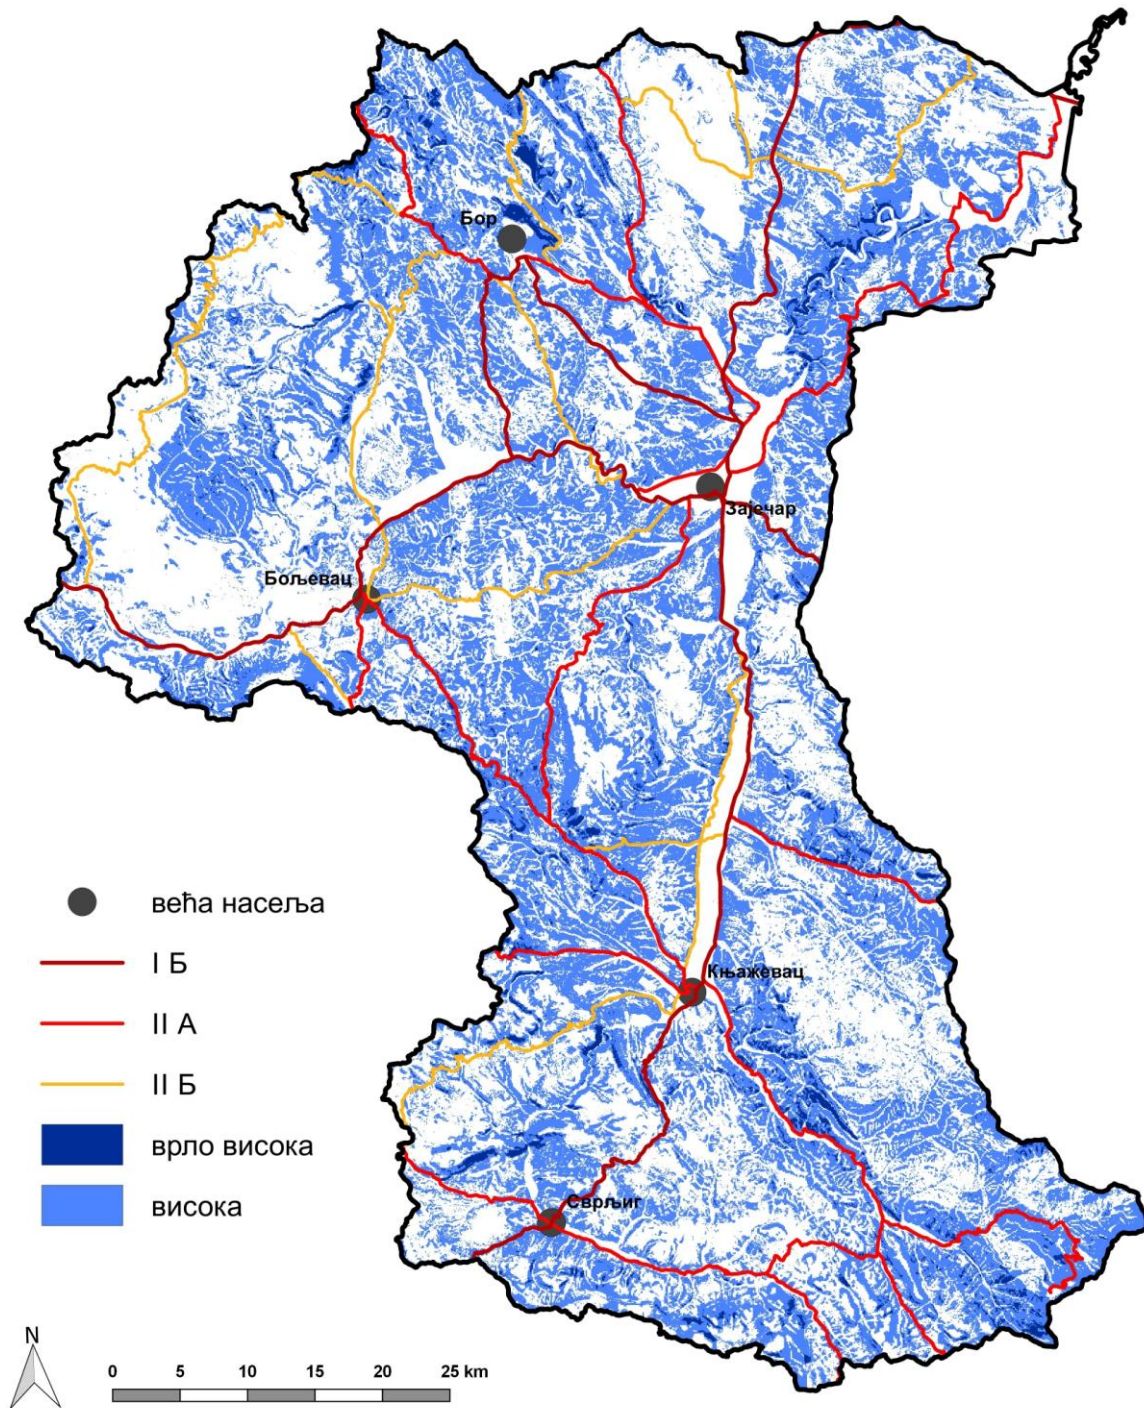 Бор
Зајечар
Бољевац
већа насеља
I Б
Књажевац
II А
II Б
врло висока
висока
Сврљиг
N
0 5 10 15 20 25 km